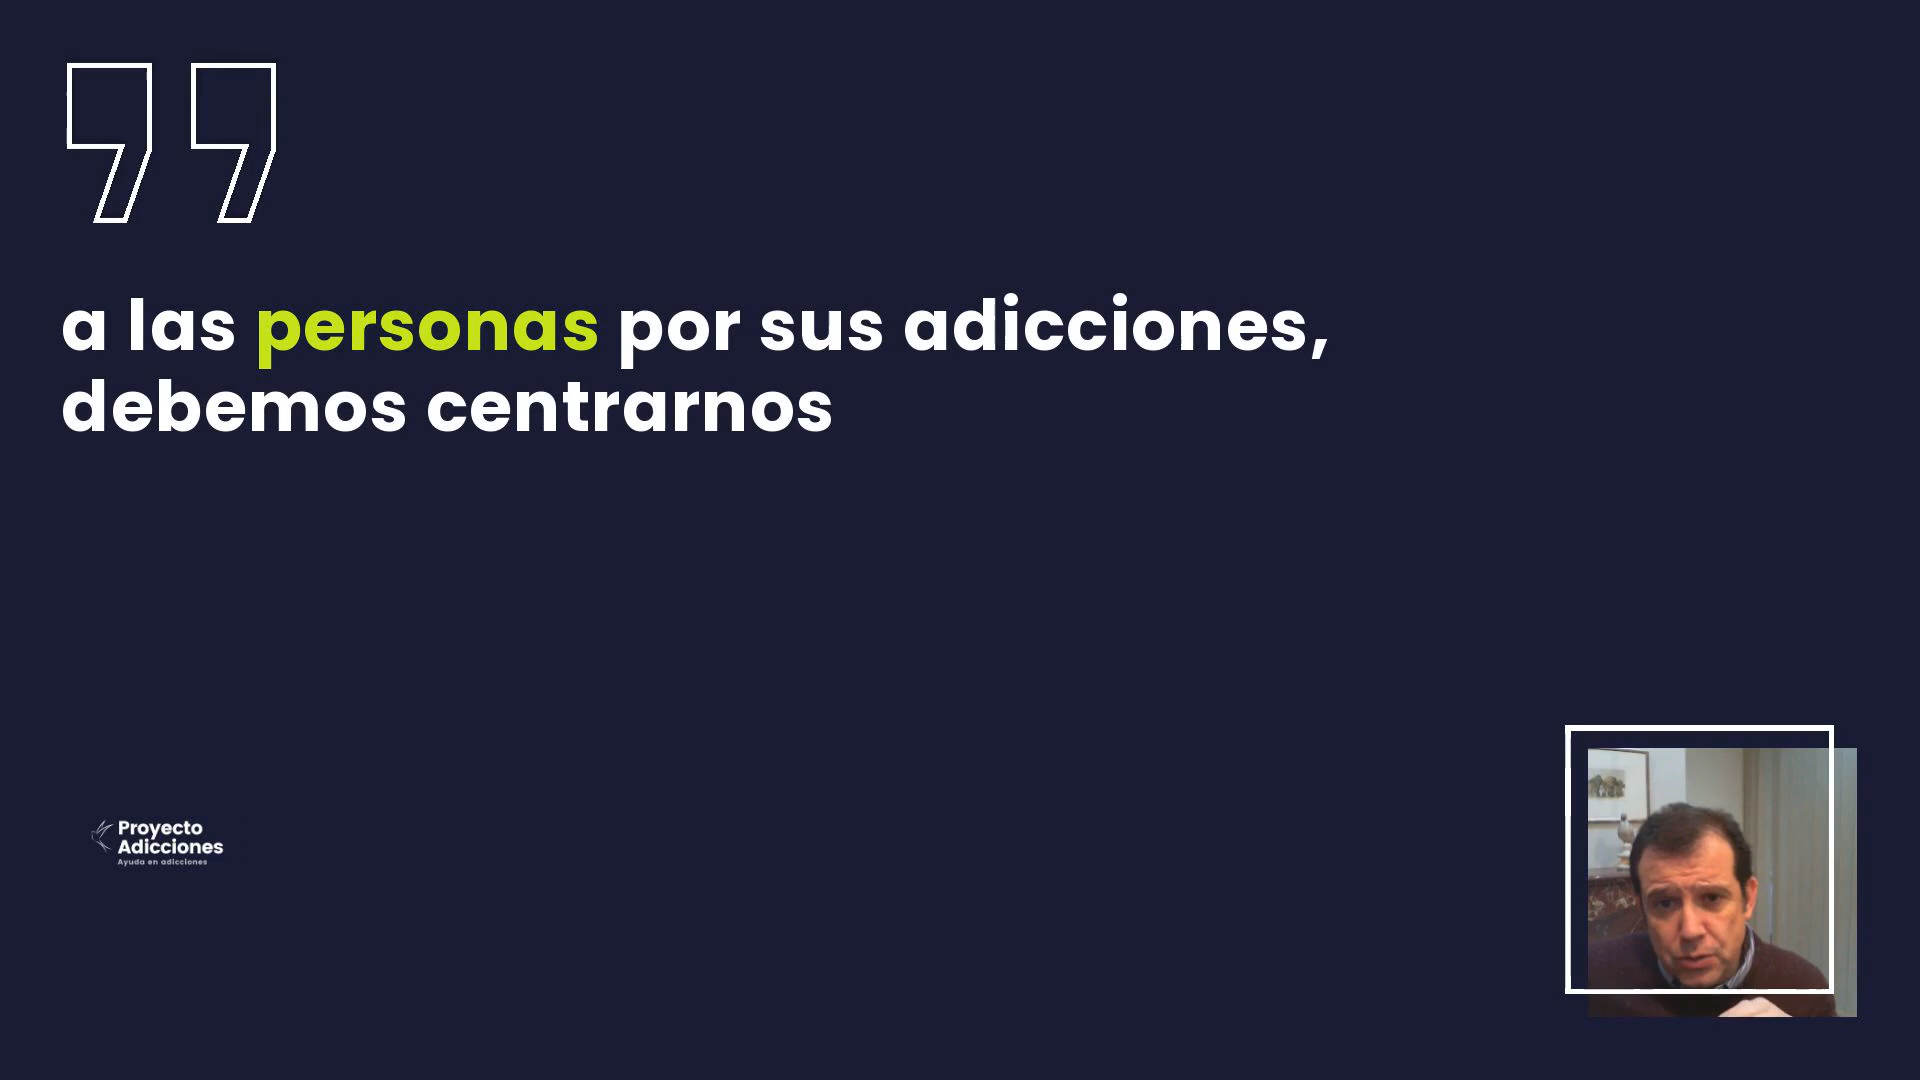 a las personas por sus adicciones,
debemos centrarnos
Proyecto
Adicciones
Ayuda en adicciones